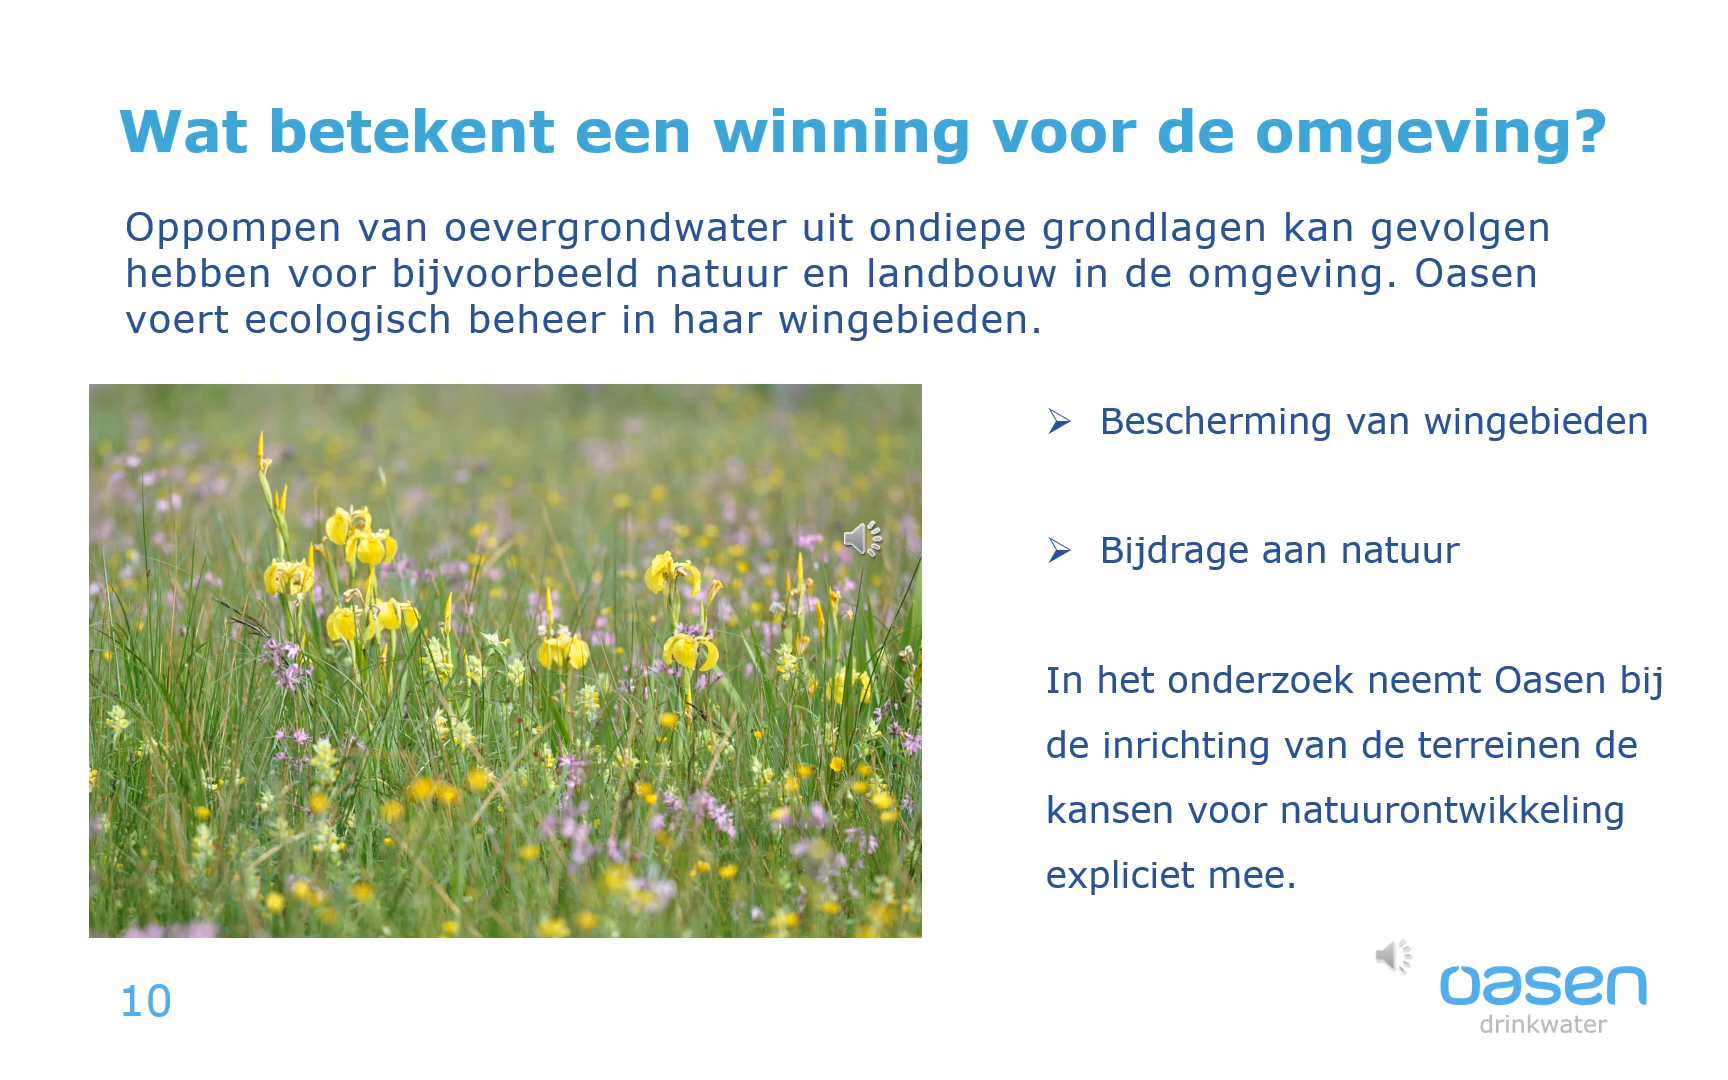 Wat betekent een winning voor de omgeving?
Oppompen van oevergrondwater uit ondiepe grondlagen kan gevolgen
hebben voor bijvoorbeeld natuur en landbouw in de omgeving. Oasen
voert ecologisch beheer in haar wingebieden.
Bescherming van wingebieden
Bijdrage aan natuur
In het onderzoek neemt Oasen bij
de inrichting van de terreinen de
kansen voor natuurontwikkeling
expliciet mee.
10
oasen
drinkwater